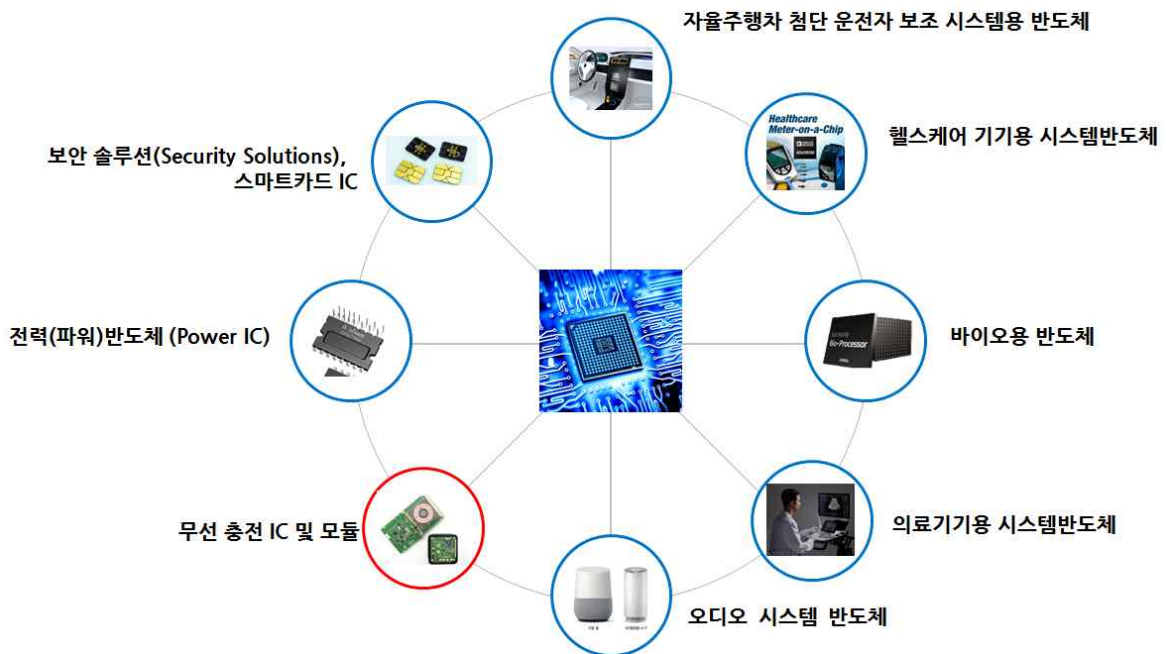 자율주행차 첨단 운전자 보조 시스템용 반도체
Healthcare
Meter-on-a-Chip
헬스케어 기기용 시스템반도체
보안 솔루션(Security Solutions),
스마트카드 IC
전력(파워)반도체 (Power IC)
Bio-Processor
바이오용 반도체
무선 충전 IC 및 모듈
의료기기용 시스템반도체
오디오 시스템 반도체